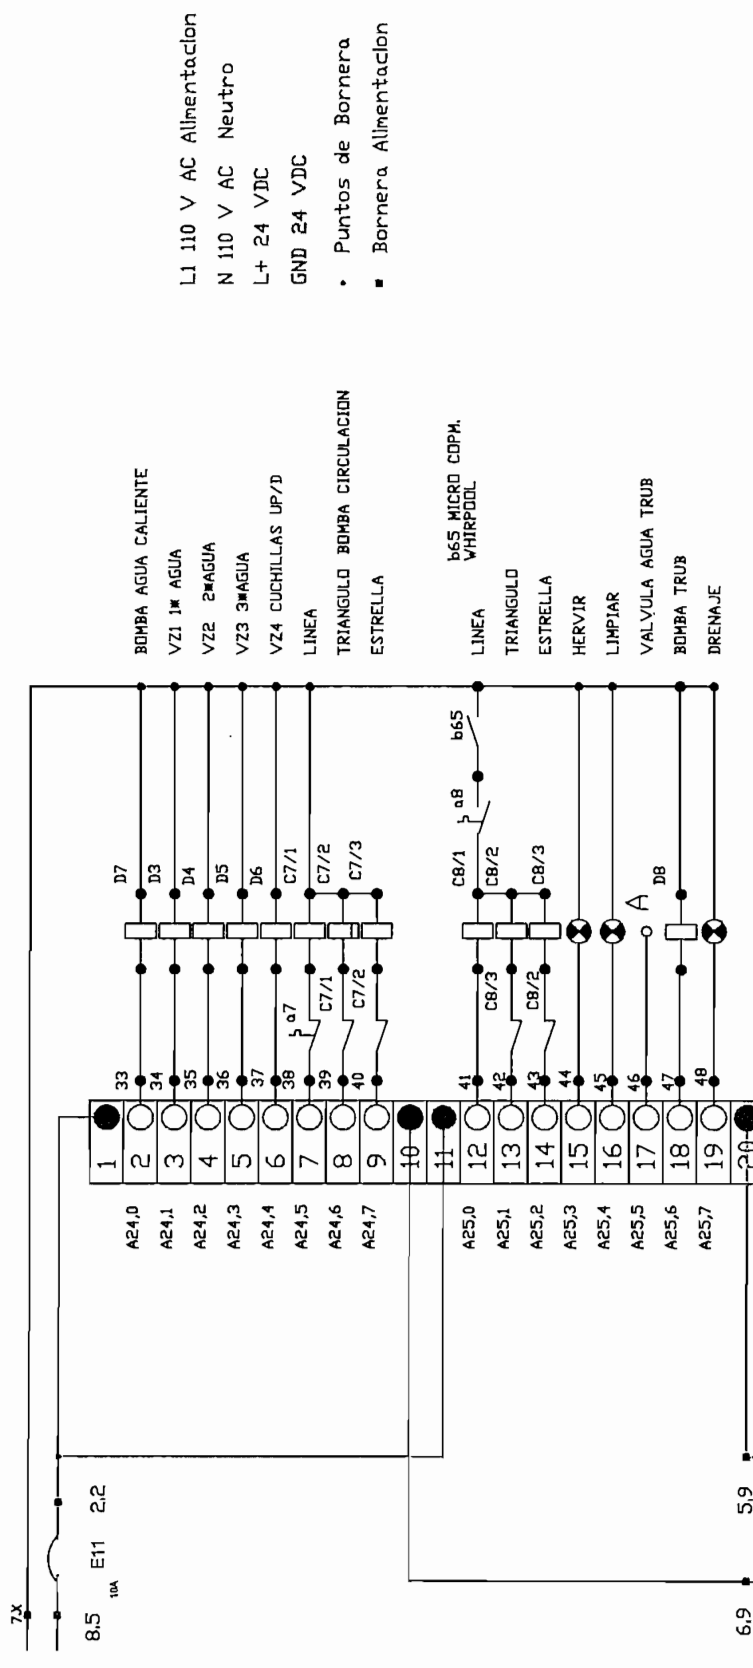 L1 110 V AC Alimentacion
N 110 V AC Neutro
L+ 24 VDC
GND 24 VDC
• Puntos de Bornera
▪ Bornera Alimentacion
BOMBA AGUA CALIENTE
VZ1 1* AGUA
VZ2 2*AGUA
VZ3 3*AGUA
VZ4 CUCHILLAS UP/D
LINEA
TRIANGULO BOMBA CIRCULACION
ESTRELLA
b65 MICRO COPM.
WHIRPOOL
LINEA
TRIANGULO
ESTRELLA
HERVIR
LIMPIAR
VALVULA AGUA TRUB
BOMBA TRUB
DRENAJE
b65
a8
D7
D3
D4
D5
D6
C7/1
C7/2
C7/3
C8/1
C8/2
C8/3
D8
A
a7
C7/1
C7/2
C8/3
C8/2
33
34
35
36
37
38
39
40
41
42
43
44
45
46
47
48
1
2
3
4
5
6
7
8
9
10
11
12
13
14
15
16
17
18
19
20
A24,0
A24,1
A24,2
A24,3
A24,4
A24,5
A24,6
A24,7
A25,0
A25,1
A25,2
A25,3
A25,4
A25,5
A25,6
A25,7
7.X
8.5
10A
E11
2.2
5.9
6.9